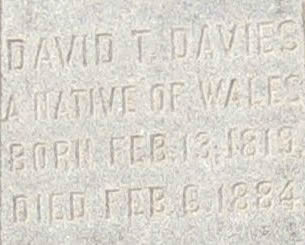 DAVID T. DAVIES
A NATIVE OF WALES
BORN FEB. 13, 1819.
DIED FEB. 6. 1884